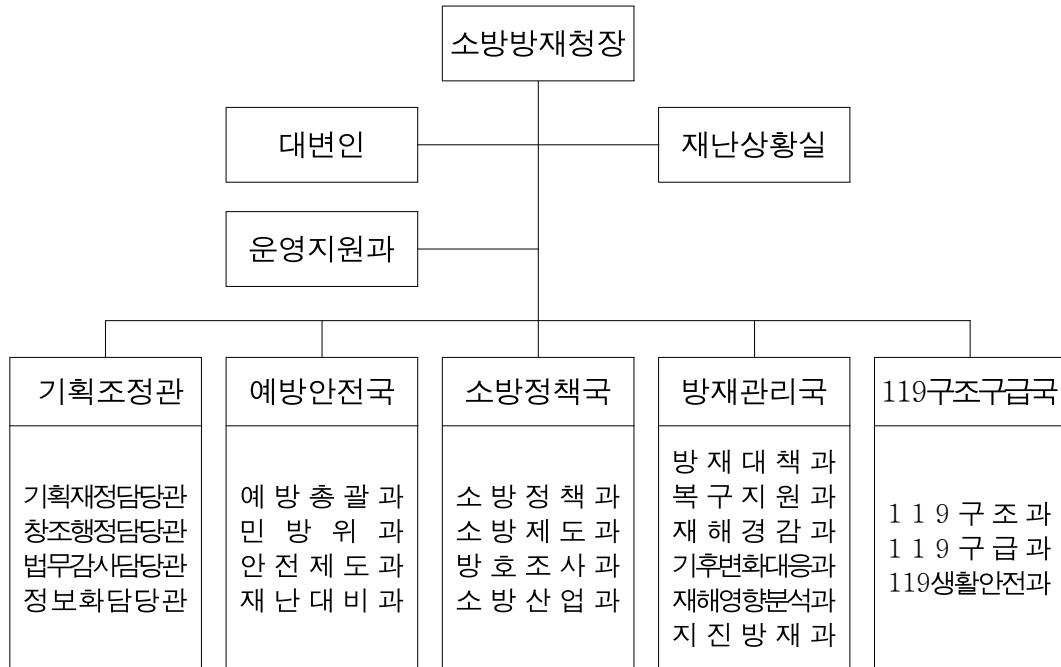 소방방재청장
대변인
재난상황실
운영지원과
기획조정관
기획재정담당관
창조행정담당관
법무감사담당관
정보화담당관
예방안전국
예방총괄과
민방위과
안전제도과
재난대비과
소방정책국
소방정책과
소방제도과
방호조사과
소방산업과
방재관리국
방재대책과
복구지원과
재해경감과
기후변화대응과
재해영향분석과
지진방재과
119구조구급국
119구조과
119구급과
119생활안전과